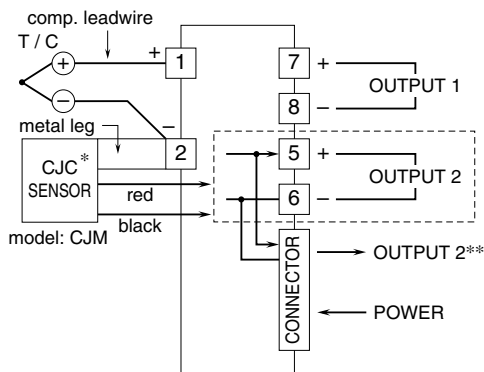 comp. leadwire
T / C
+
1
7
+
OUTPUT 1
+
8
–
–
–
metal leg
2
5
+
CJC*
SENSOR
OUTPUT 2
red
6
–
black
model: CJM
CONNECTOR
OUTPUT 2**
POWER